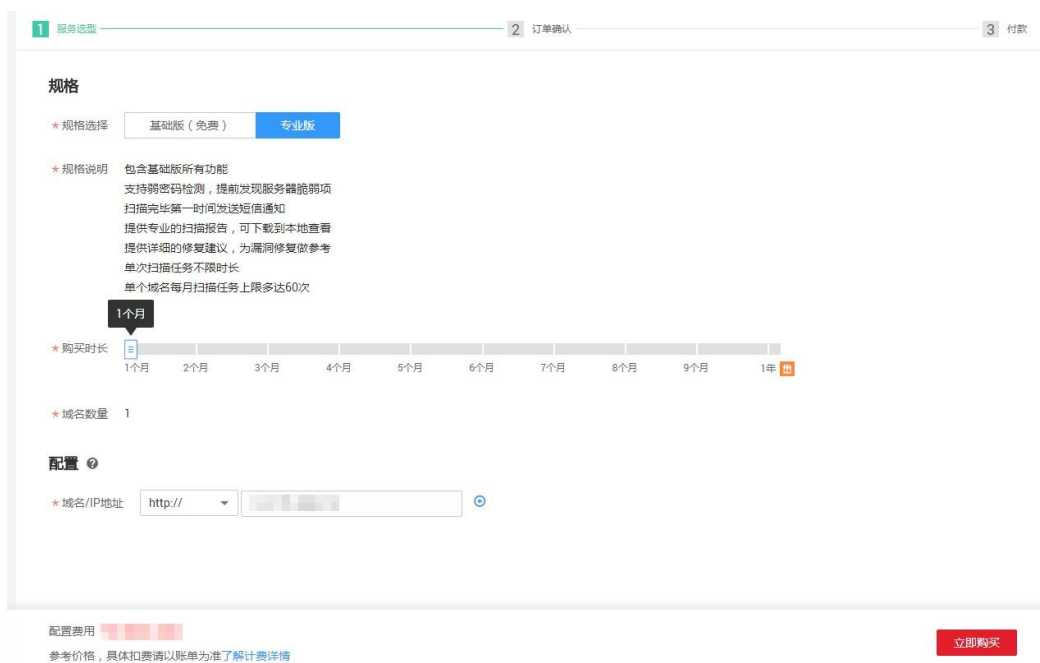 1 服务选型 2 订单确认 3 付款
规格
* 规格选择 基础版（免费） 专业版
* 规格说明 包含基础版所有功能
支持弱密码检测，提前发现服务器脆弱项
扫描完毕第一时间发送短信通知
提供专业的扫描报告，可下载到本地查看
提供详细的修复建议，为漏洞修复做参考
单次扫描任务不限时长
单个域名每月扫描任务上限多达60次
1个月
* 购买时长
1个月 2个月 3个月 4个月 5个月 6个月 7个月 8个月 9个月 1年
* 域名数量 1
配置 ?
* 域名/IP地址 http://
配置费用
立即购买
参考价格，具体扣费请以账单为准了解计费详情